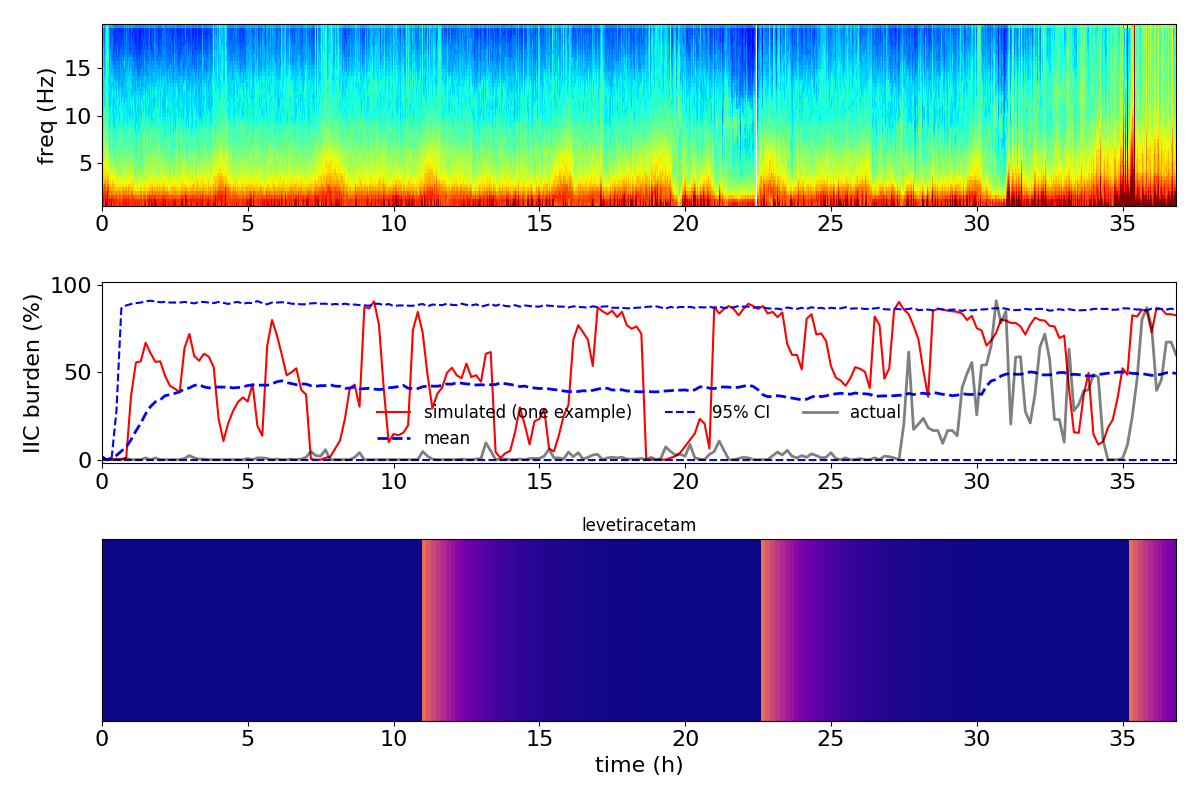 freq (Hz)
15
10
5
0 5 10 15 20 25 30 35
IIC burden (%)
100
50
0
simulated (one example) 95% CI actual
mean
0 5 10 15 20 25 30 35
levetiracetam
0 5 10 15 20 25 30 35
time (h)